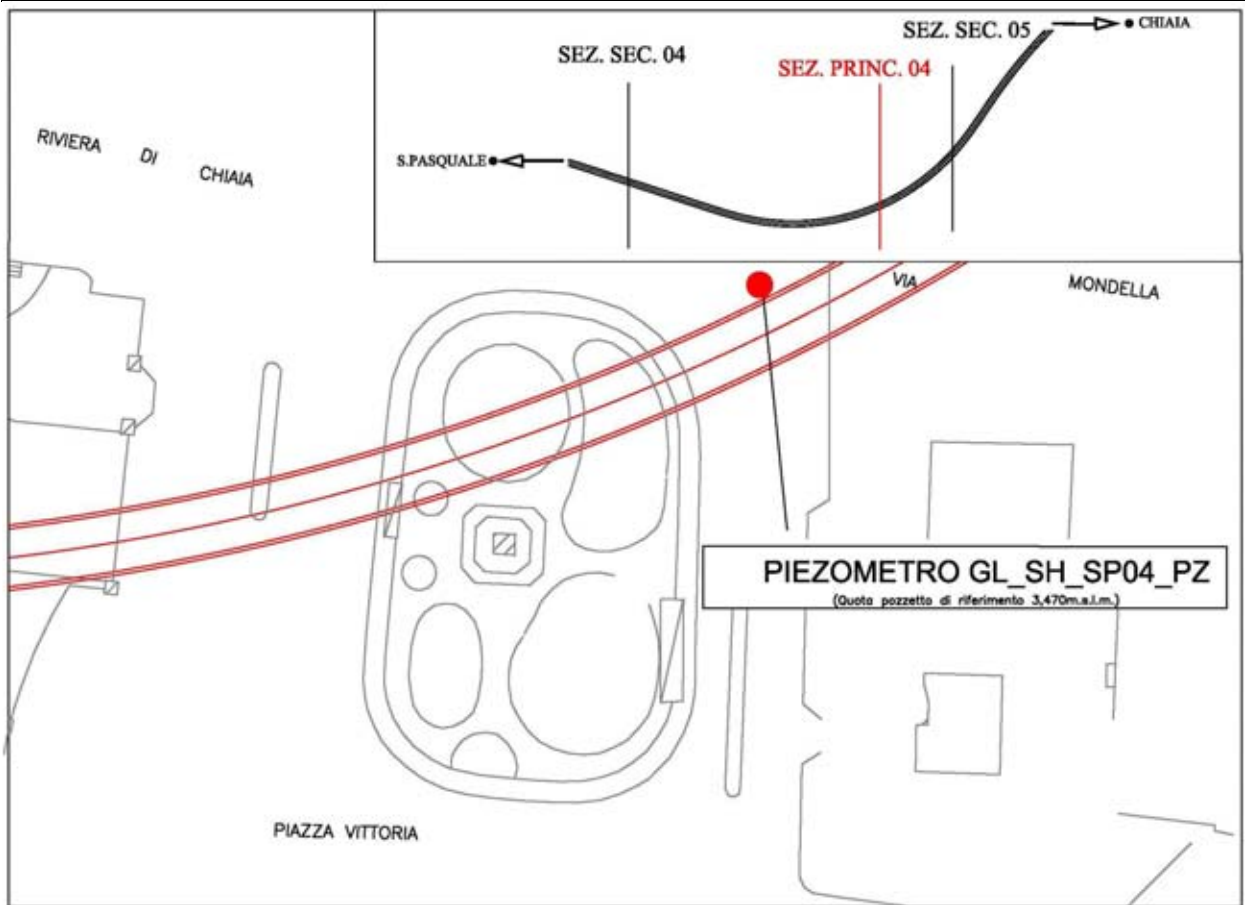 SEZ. SEC. 04
SEZ. PRINC. 04
SEZ. SEC. 05
CHIAIA
S.PASQUALE
RIVIERA DI CHIAIA
VIA MONDELLA
PIEZOMETRO GL_SH_SP04_PZ
(Quota pozzetto di riferimento 3,470m.s.l.m.)
PIAZZA VITTORIA